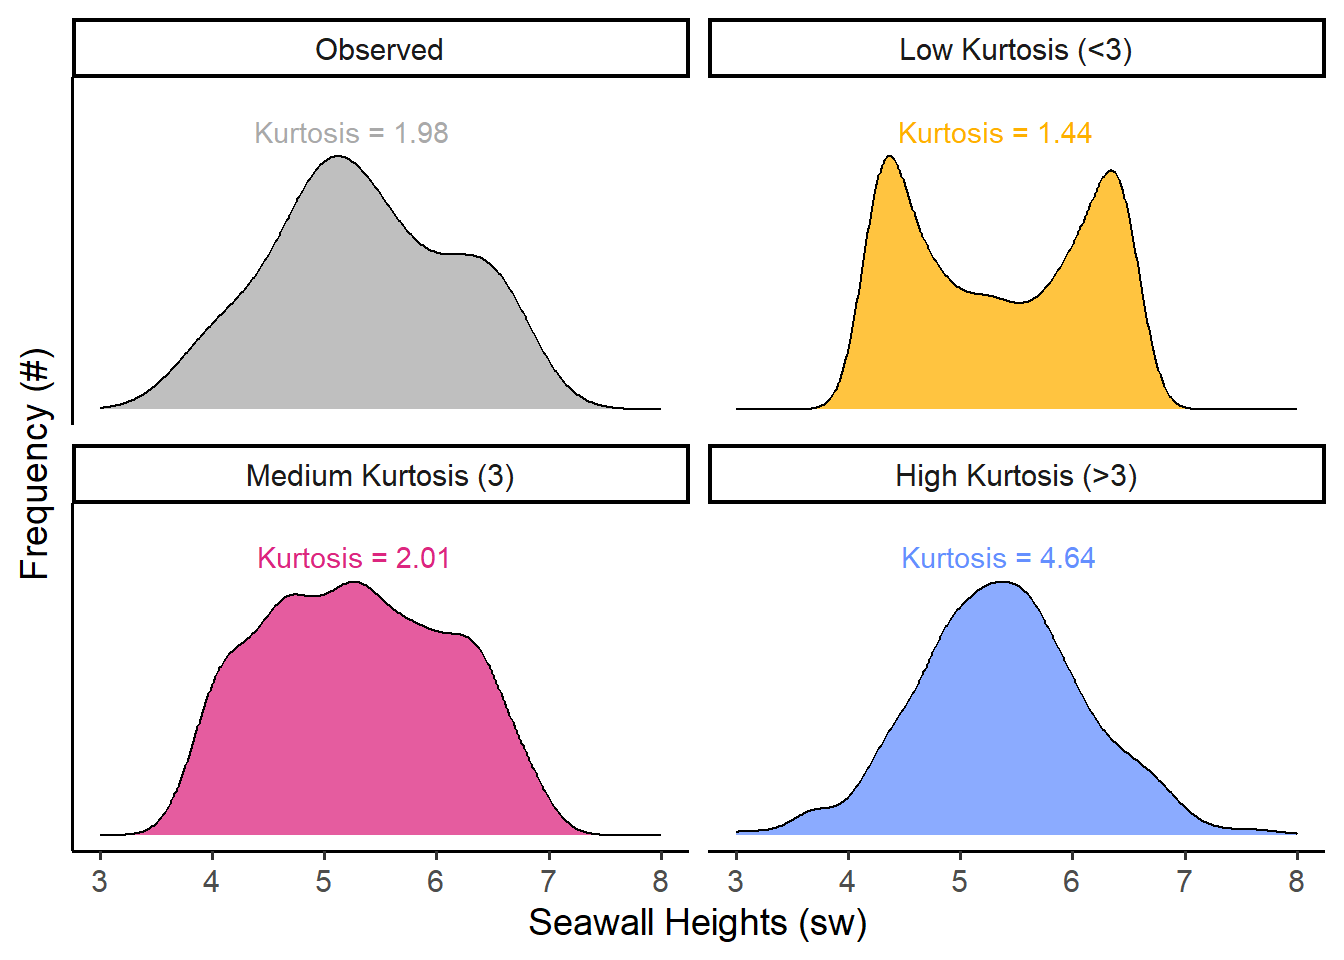 Observed
Low Kurtosis (<3)
Kurtosis = 1.98
Kurtosis = 1.44
Medium Kurtosis (3)
High Kurtosis (>3)
Kurtosis = 2.01
Kurtosis = 4.64
Frequency (#)
3 4 5 6 7 8
3 4 5 6 7 8
Seawall Heights (sw)